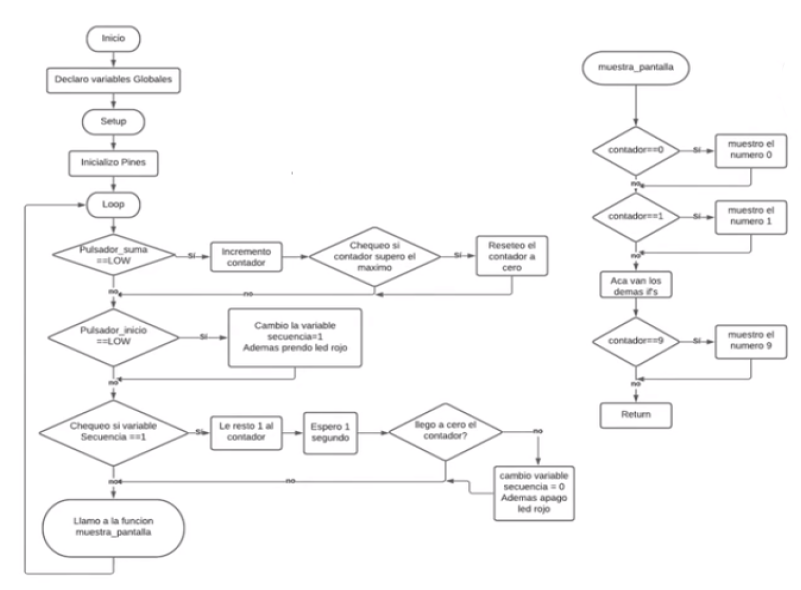 Inicio
Declaro variables Globales
Setup
Inicializo Pines
Loop
Pulsador_suma
==LOW
Si
Incremento
contador
Chequeo si
contador supero el
maximo
Si
Reseteo el
contador a
cero
no
no
Pulsador_inicio
==LOW
Si
Cambio la variable
secuencia=1
Ademas prendo led rojo
no
Chequeo si variable
Secuencia ==1
Si
Le resto 1 al
contador
Espero 1
segundo
llego a cero el
contador?
no
cambio variable
secuencia = 0
Ademas apago
led rojo
no
no
Llamo a la funcion
muestra_pantalla
muestra_pantalla
contador==0
Si
muestro el
numero 0
no
contador==1
Si
muestro el
numero 1
no
Aca van los
demas if's
contador==9
Si
muestro el
numero 9
no
Return